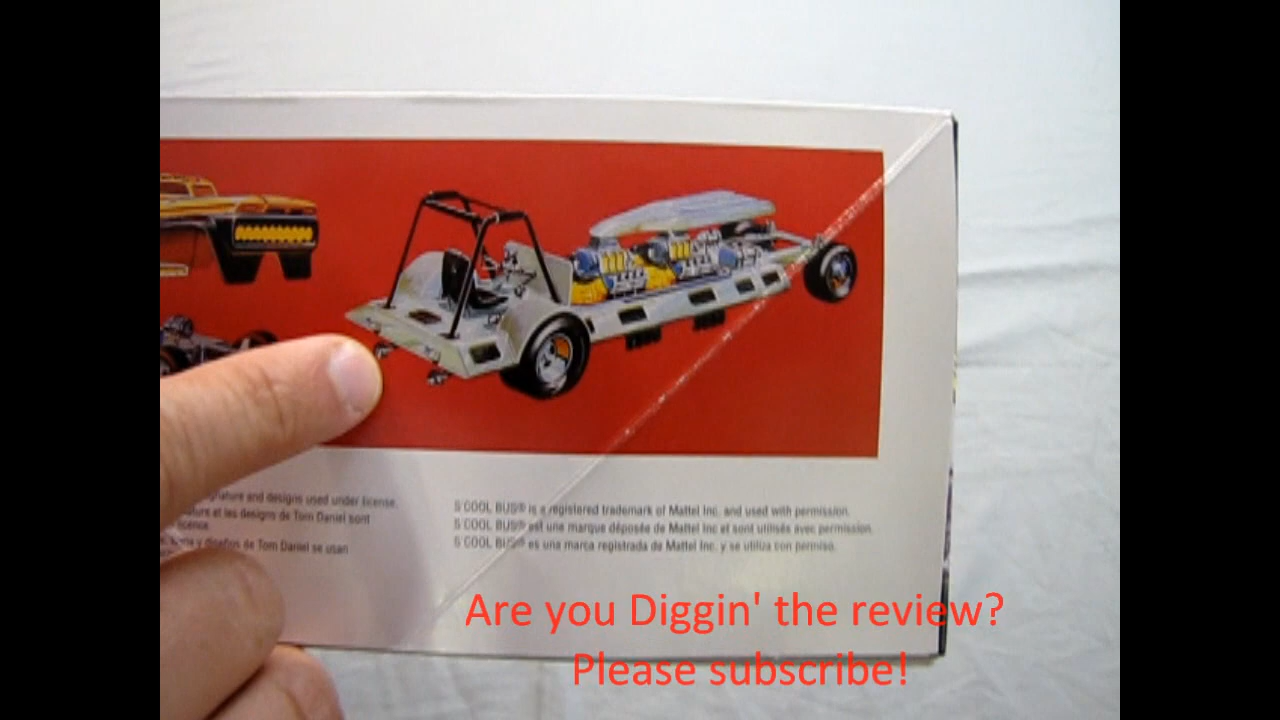 signature and designs used under license.
et les designs de Tom Daniel sont
licence.
y diseños de Tom Daniel se usan
S'COOL BUS® is a registered trademark of Mattel Inc. and used with permission.
S'COOL BUS® est une marque déposée de Mattel Inc et sont utilisés avec permission.
S'COOL BUS® es una marca registrada de Mattel Inc. y se utiliza con permiso.
Are you Diggin' the review?
Please subscribe!